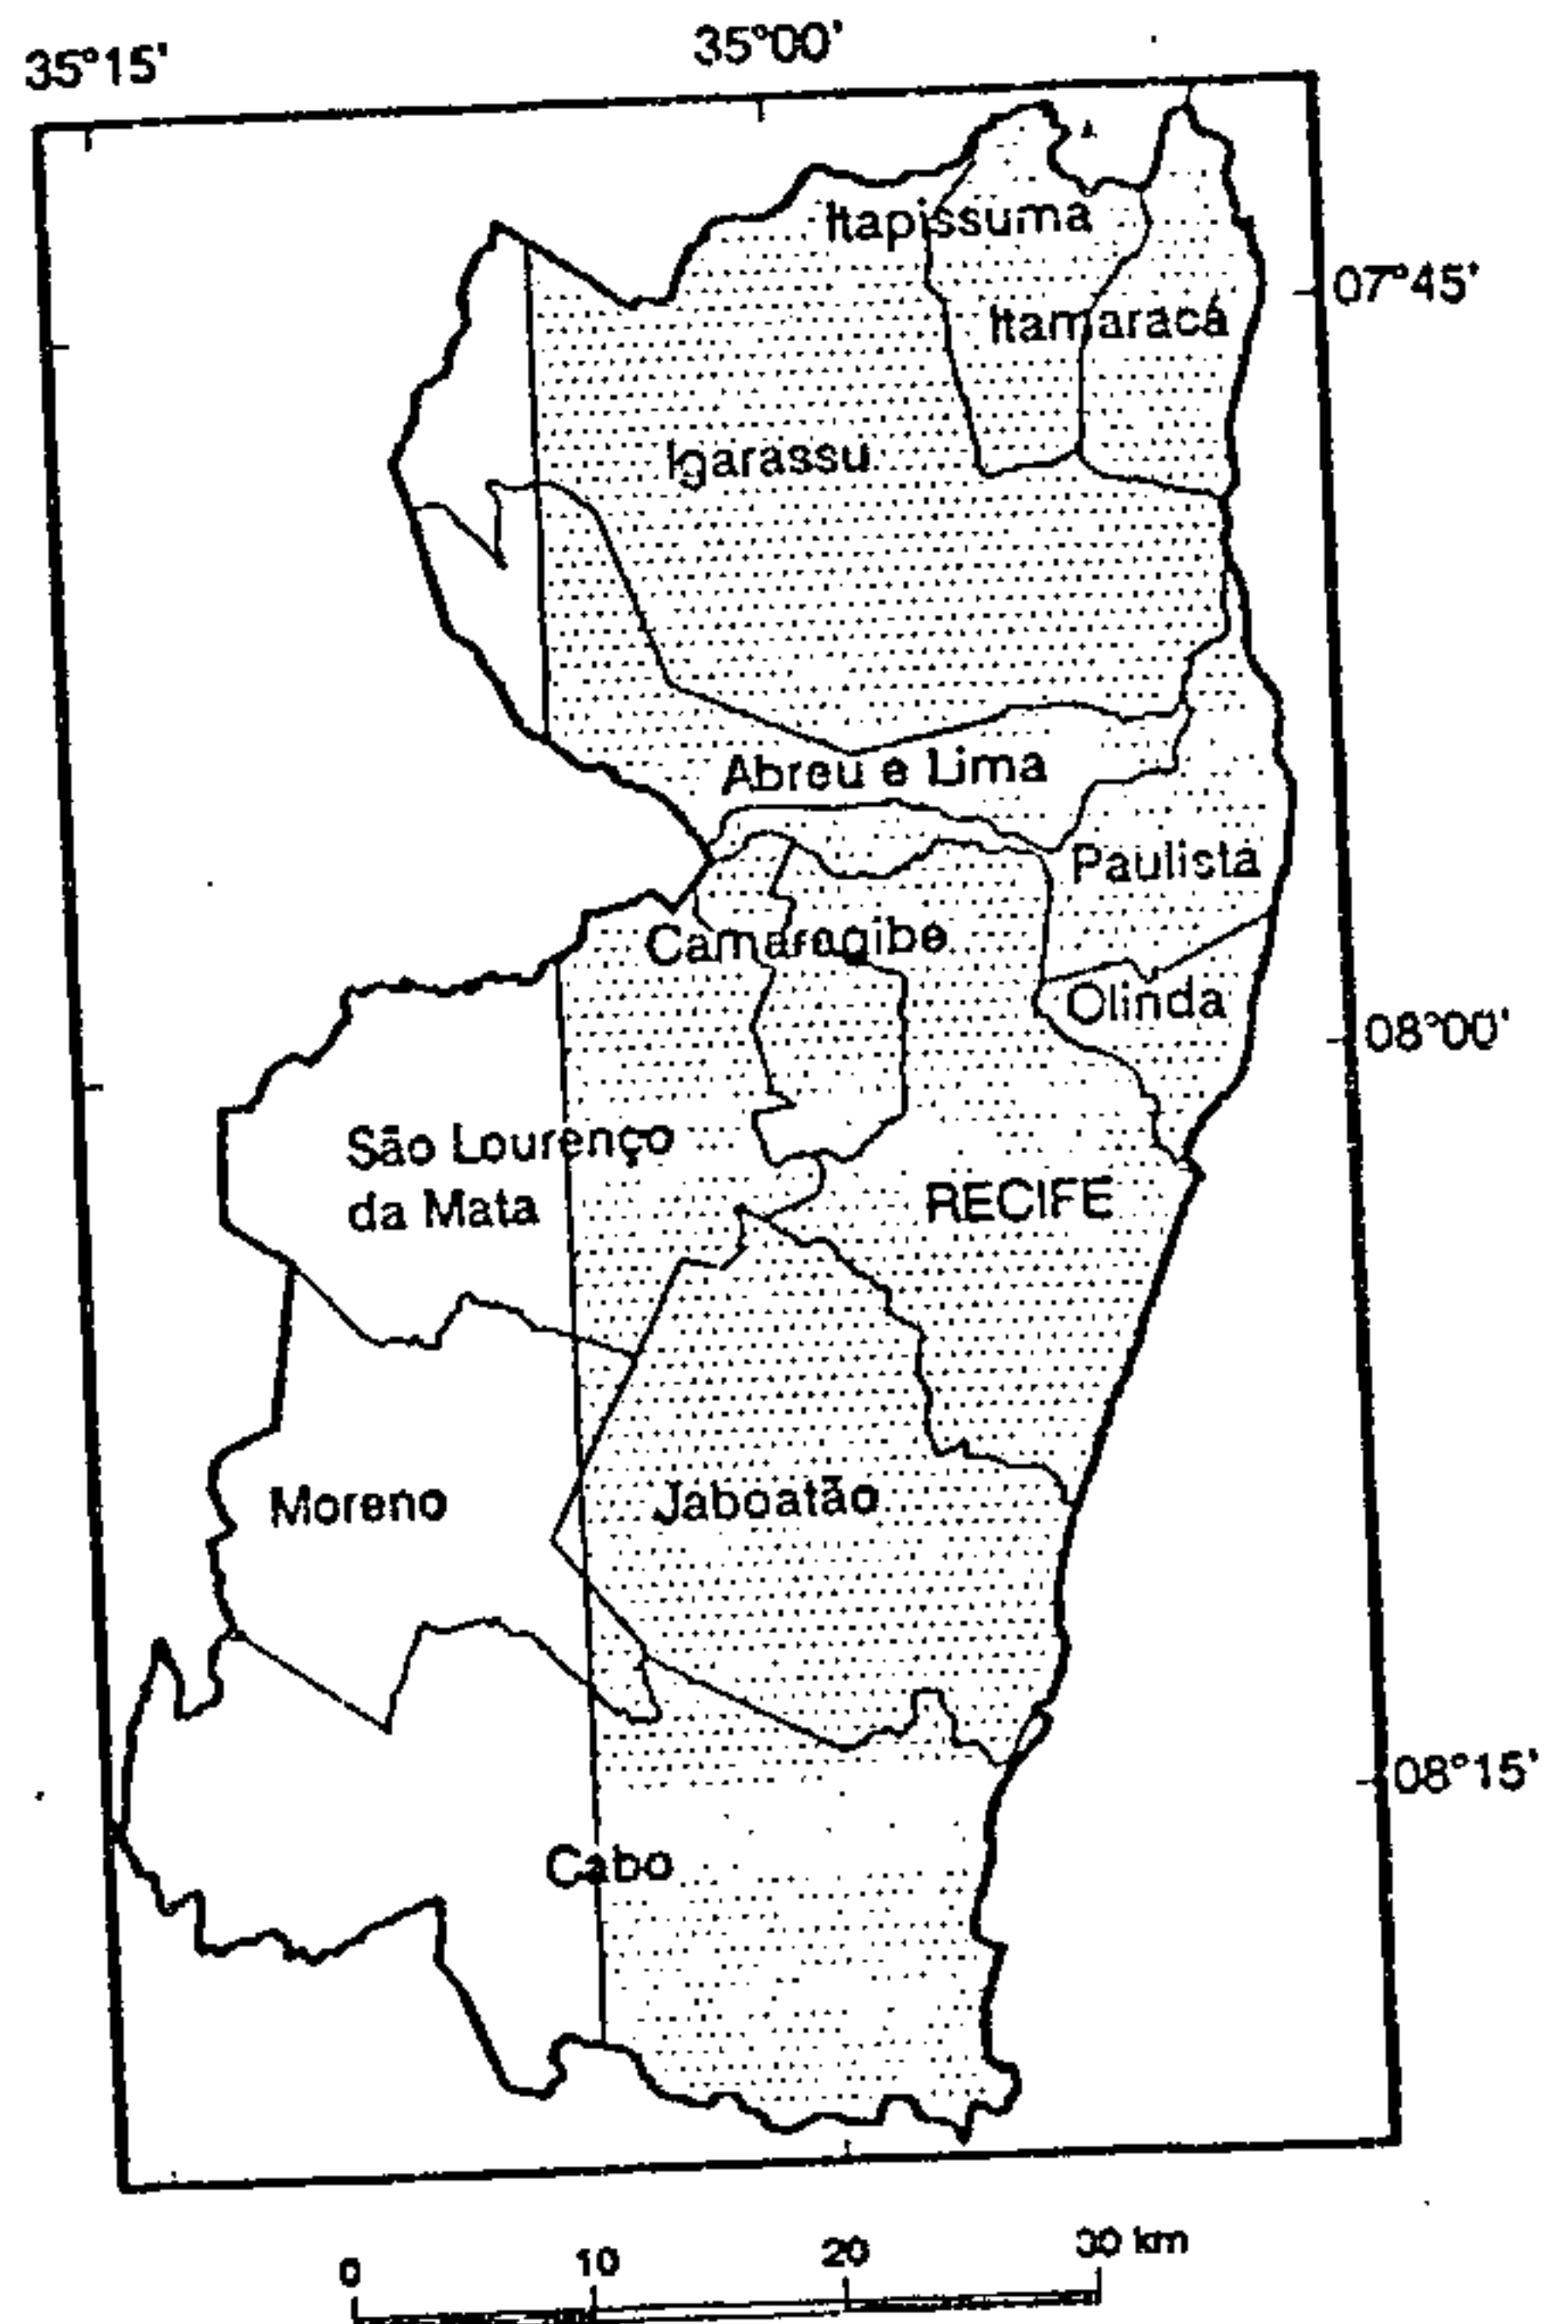 35°15'
35°00'
Itapissuma
07°45'
Itamaracá
Igarassu
Abreu e Lima
Paulista
Camaragibe
Olinda
08°00'
São Lourenço
da Mata
RECIFE
Moreno
Jaboatão
08°15'
Cabo
0 10 20 30 km